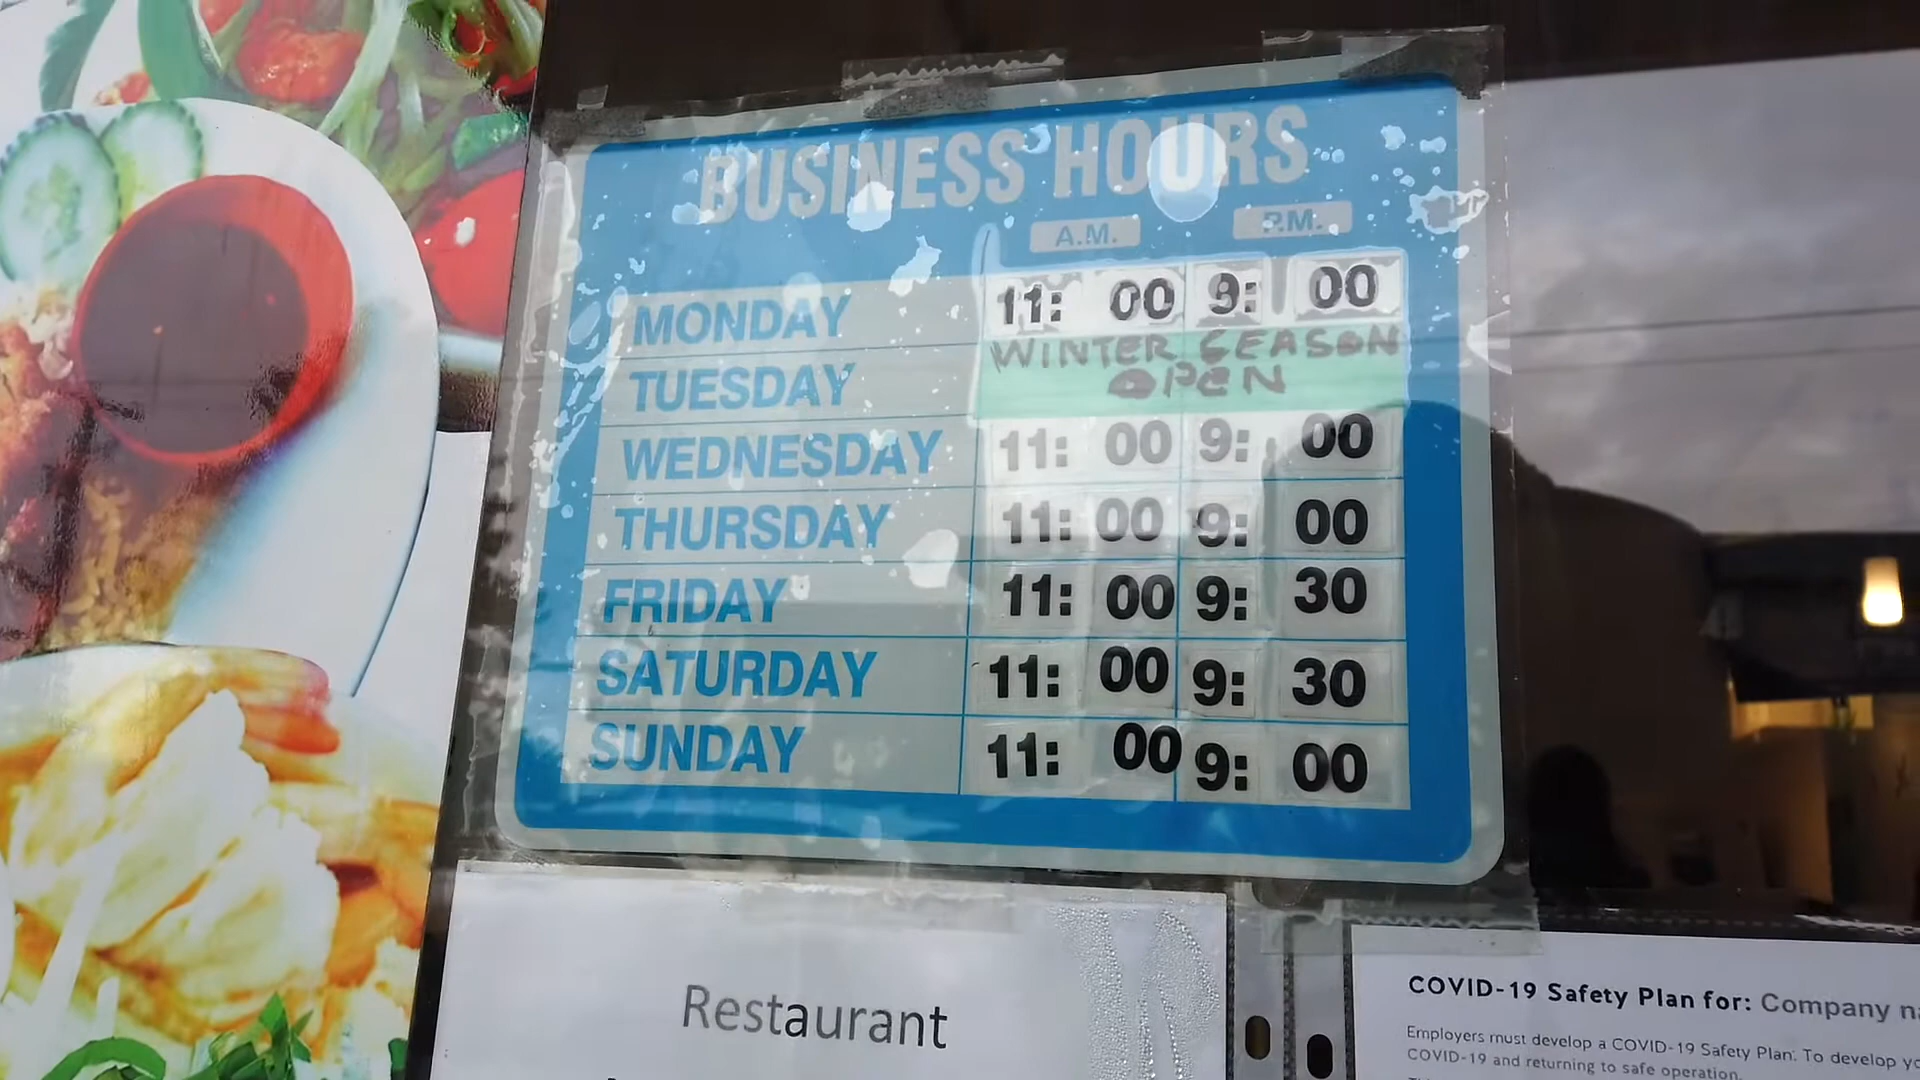 BUSINESS HOURS
A.M. P.M.
MONDAY 11: 00 9: 00
TUESDAY WINTER SEASON
OPEN
WEDNESDAY 11: 00 9: 00
THURSDAY 11: 00 9: 00
FRIDAY 11: 00 9: 30
SATURDAY 11: 00 9: 30
SUNDAY 11: 00 9: 00
Restaurant
COVID-19 Safety Plan for: Company
Employers must develop a COVID-19 Safety Plan. To develop
COVID-19 and returning to safe operation.